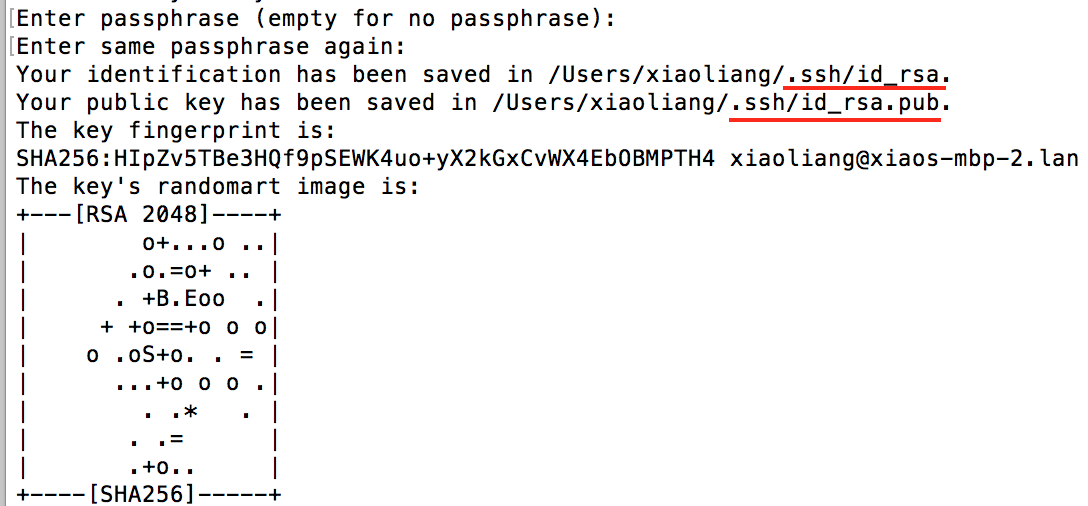 [Enter passphrase (empty for no passphrase):
[Enter same passphrase again:
Your identification has been saved in /Users/xiaoliang/.ssh/id_rsa.
Your public key has been saved in /Users/xiaoliang/.ssh/id_rsa.pub.
The key fingerprint is:
SHA256:HIpZv5TBe3HQf9pSEWK4uo+yX2kGxCvWX4EbOBMPTH4 xiaoliang@xiaos-mbp-2.lan
The key's randomart image is:
+---[RSA 2048]----+
|        o+...o ..|
|       .o.=o+ .. |
|      . +B.Eoo  .|
|     + +o==+o o o|
|    o .oS+o. . = |
|      ...+o o o .|
|        . .*   . |
|       . .=      |
|       .+o..     |
+----[SHA256]-----+